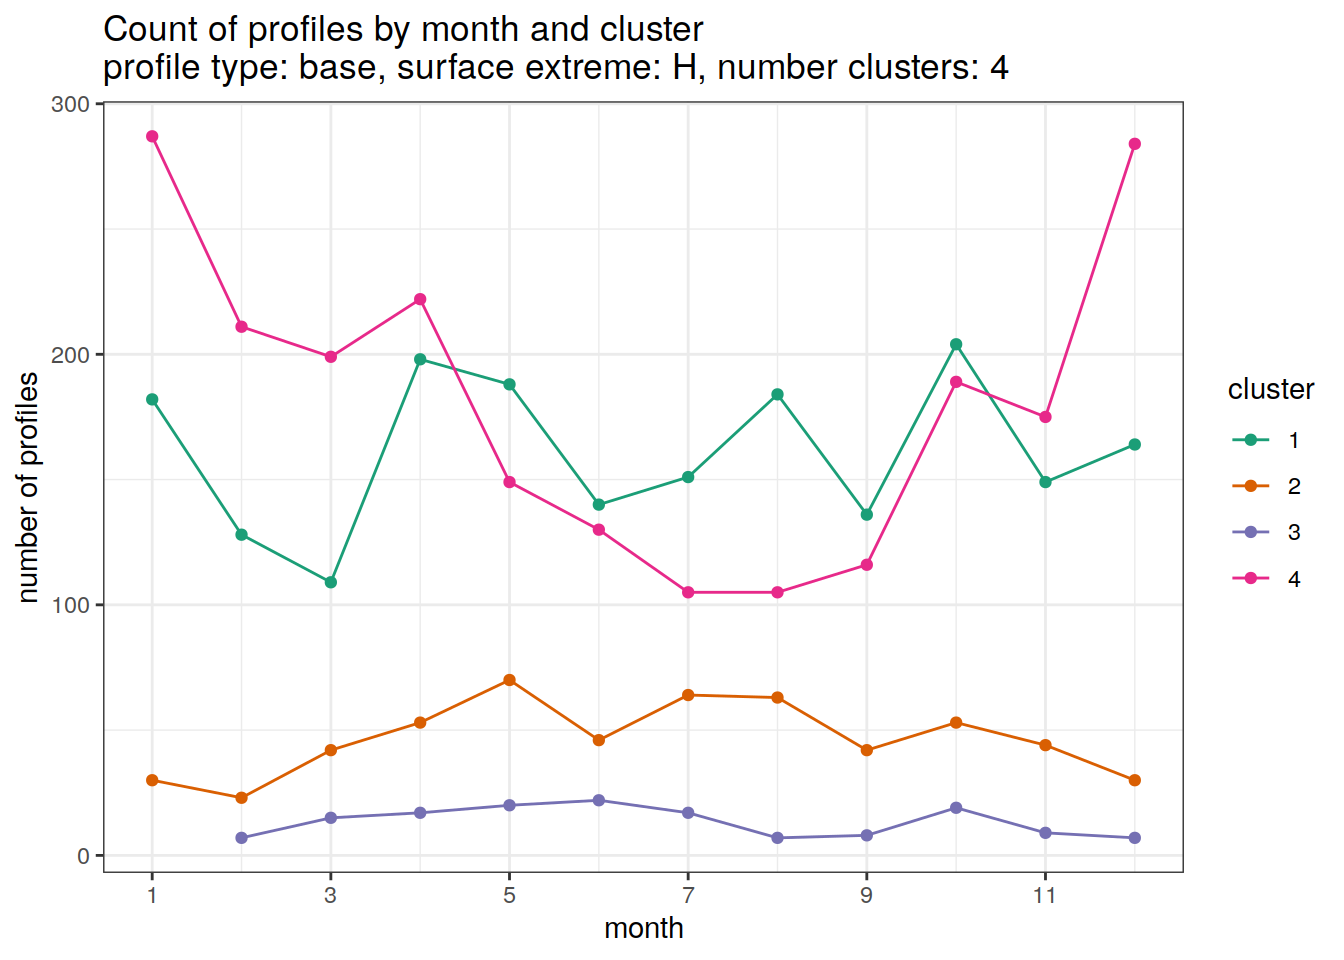 Count of profiles by month and cluster
profile type: base, surface extreme: H, number clusters: 4
300
200
100
0
number of profiles
1
3
5
7
9
11
month
cluster
1
2
3
4